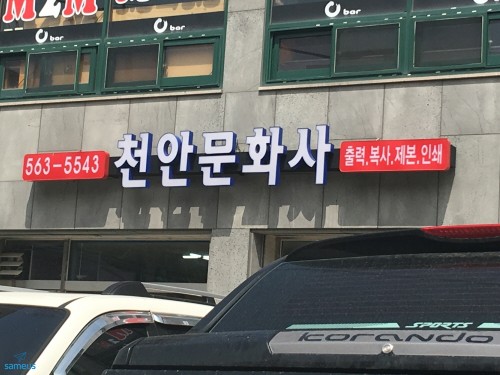 M2M
bar
bar
563-5543
천안문화사
출력.복사.제본.인쇄
SPORTS
korando
sameas